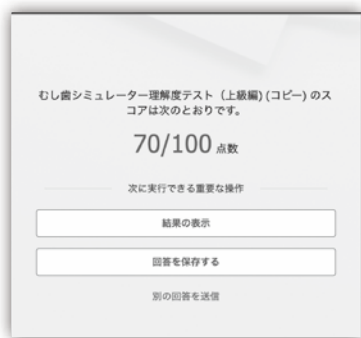 むし歯シミュレーター理解度テスト（上級編)(コピー) のス
コアは次のとおりです。
70/100 点数
次に実行できる重要な操作
結果の表示
回答を保存する
別の回答を送信